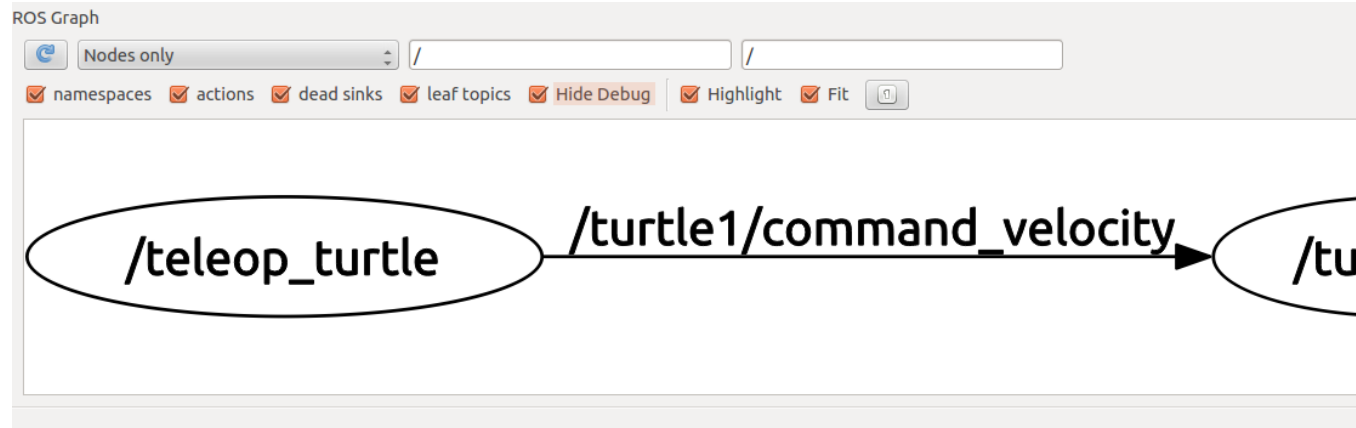 ROS Graph
Nodes only / /
namespaces actions dead sinks leaf topics Hide Debug Highlight Fit
/turtle1/command_velocity
/teleop_turtle